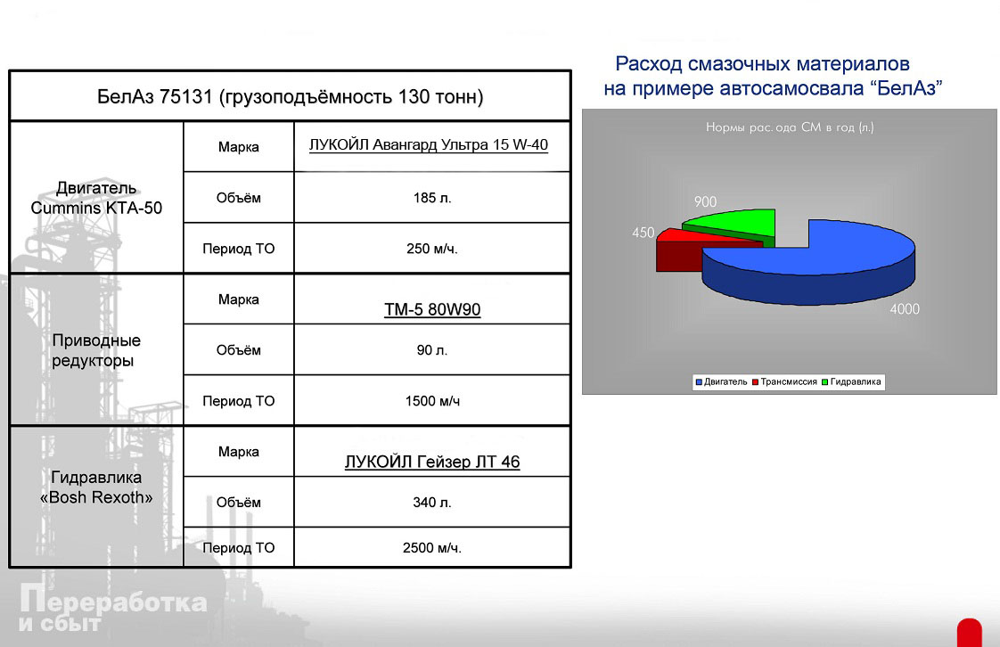 Расход смазочных материалов
на примере автосамосвала “БелАз”
БелАз 75131 (грузоподъёмность 130 тонн)
Двигатель
Cummins KTA-50
Марка
ЛУКОЙЛ Авангард Ультра 15 W-40
Объём
185 л.
Период ТО
250 м/ч.
Приводные
редукторы
Марка
ТМ-5 80W90
Объём
90 л.
Период ТО
1500 м/ч
Гидравлика
«Bosh Rexoth»
Марка
ЛУКОЙЛ Гейзер ЛТ 46
Объём
340 л.
Период ТО
2500 м/ч.
Нормы рас. ода СМ в год (л.)
900
450
4000
Двигатель
Трансмиссия
Гидравлика
Переработка
и сбыт